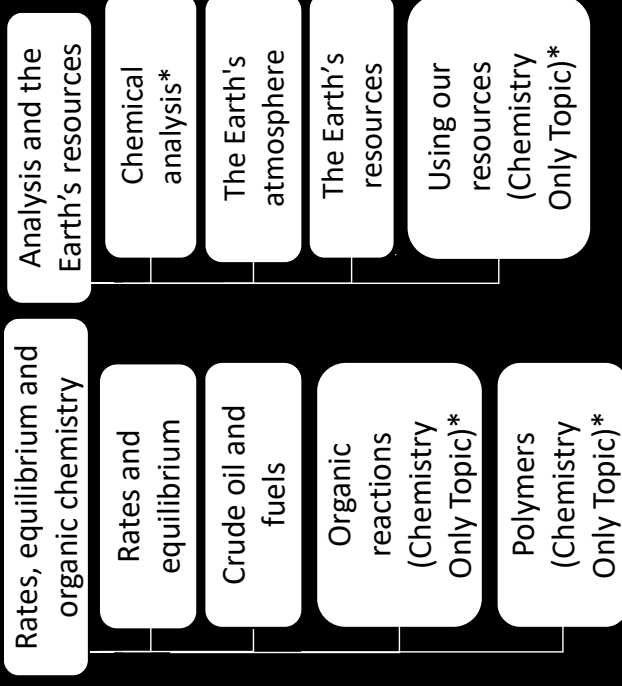 Rates, equilibrium and
organic chemistry
Rates and
equilibrium
Crude oil and
fuels
Organic
reactions
(Chemistry
Only Topic)*
Polymers
(Chemistry
Only Topic)*
Analysis and the
Earth’s resources
Chemical
analysis*
The Earth's
atmosphere
The Earth’s
resources
Using our
resources
(Chemistry
Only Topic)*